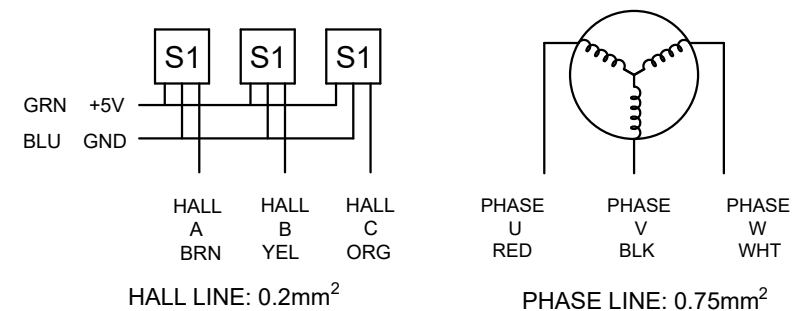 S1 S1 S1
GRN +5V
BLU GND
HALL HALL HALL
A B C
BRN YEL ORG
HALL LINE: 0.2mm²
PHASE PHASE PHASE
U V W
RED BLK WHT
PHASE LINE: 0.75mm²